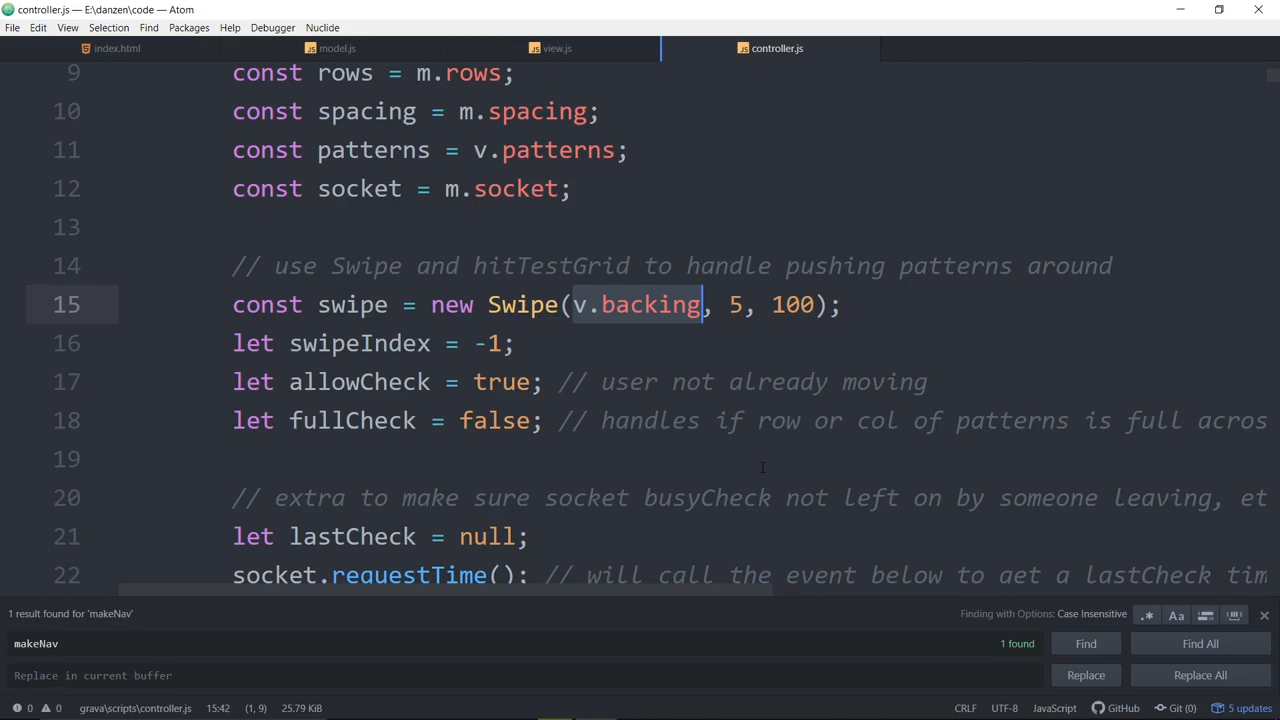 controller.js — E:\danzen\code — Atom
File Edit View Selection Find Packages Help Debugger Nuclide
index.html model.js view.js controller.js
9 const rows = m.rows;
10 const spacing = m.spacing;
11 const patterns = v.patterns;
12 const socket = m.socket;
13
14 // use Swipe and hitTestGrid to handle pushing patterns around
15 const swipe = new Swipe(v.backing, 5, 100);
16 let swipeIndex = -1;
17 let allowCheck = true; // user not already moving
18 let fullCheck = false; // handles if row or col of patterns is full acros
19
20 // extra to make sure socket busyCheck not left on by someone leaving, et
21 let lastCheck = null;
22 socket.requestTime(); // will call the event below to get a lastCheck tim
1 result found for 'makeNav' Finding with Options: Case Insensitive .* Aa
makeNav 1 found Find Find All
Replace in current buffer Replace Replace All
0 0 grava\scripts\controller.js 15:42 (1, 9) 25.79 KiB CRLF UTF-8 JavaScript GitHub Git (0) 5 updates